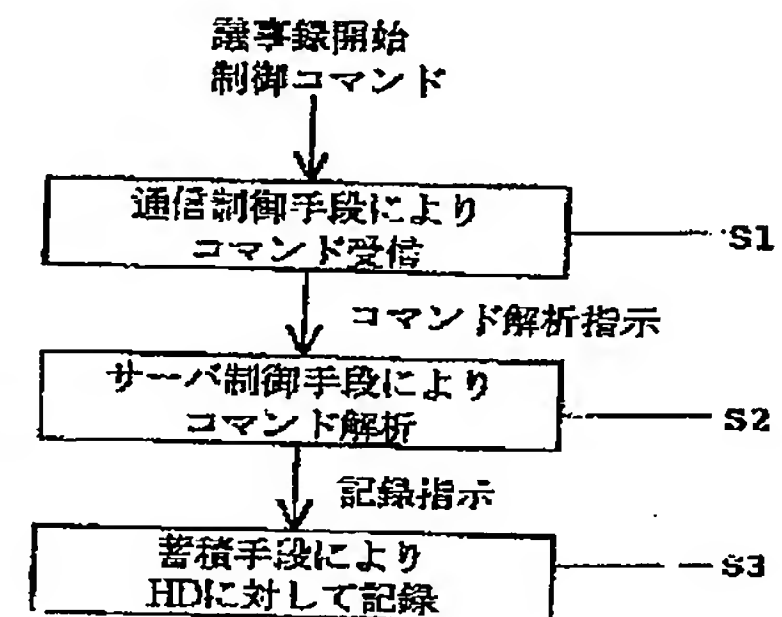 議事録開始
制御コマンド
通信制御手段により
コマンド受信
S1
コマンド解析指示
サーバ制御手段により
コマンド解析
S2
記録指示
蓄積手段により
HDに対して記録
S3